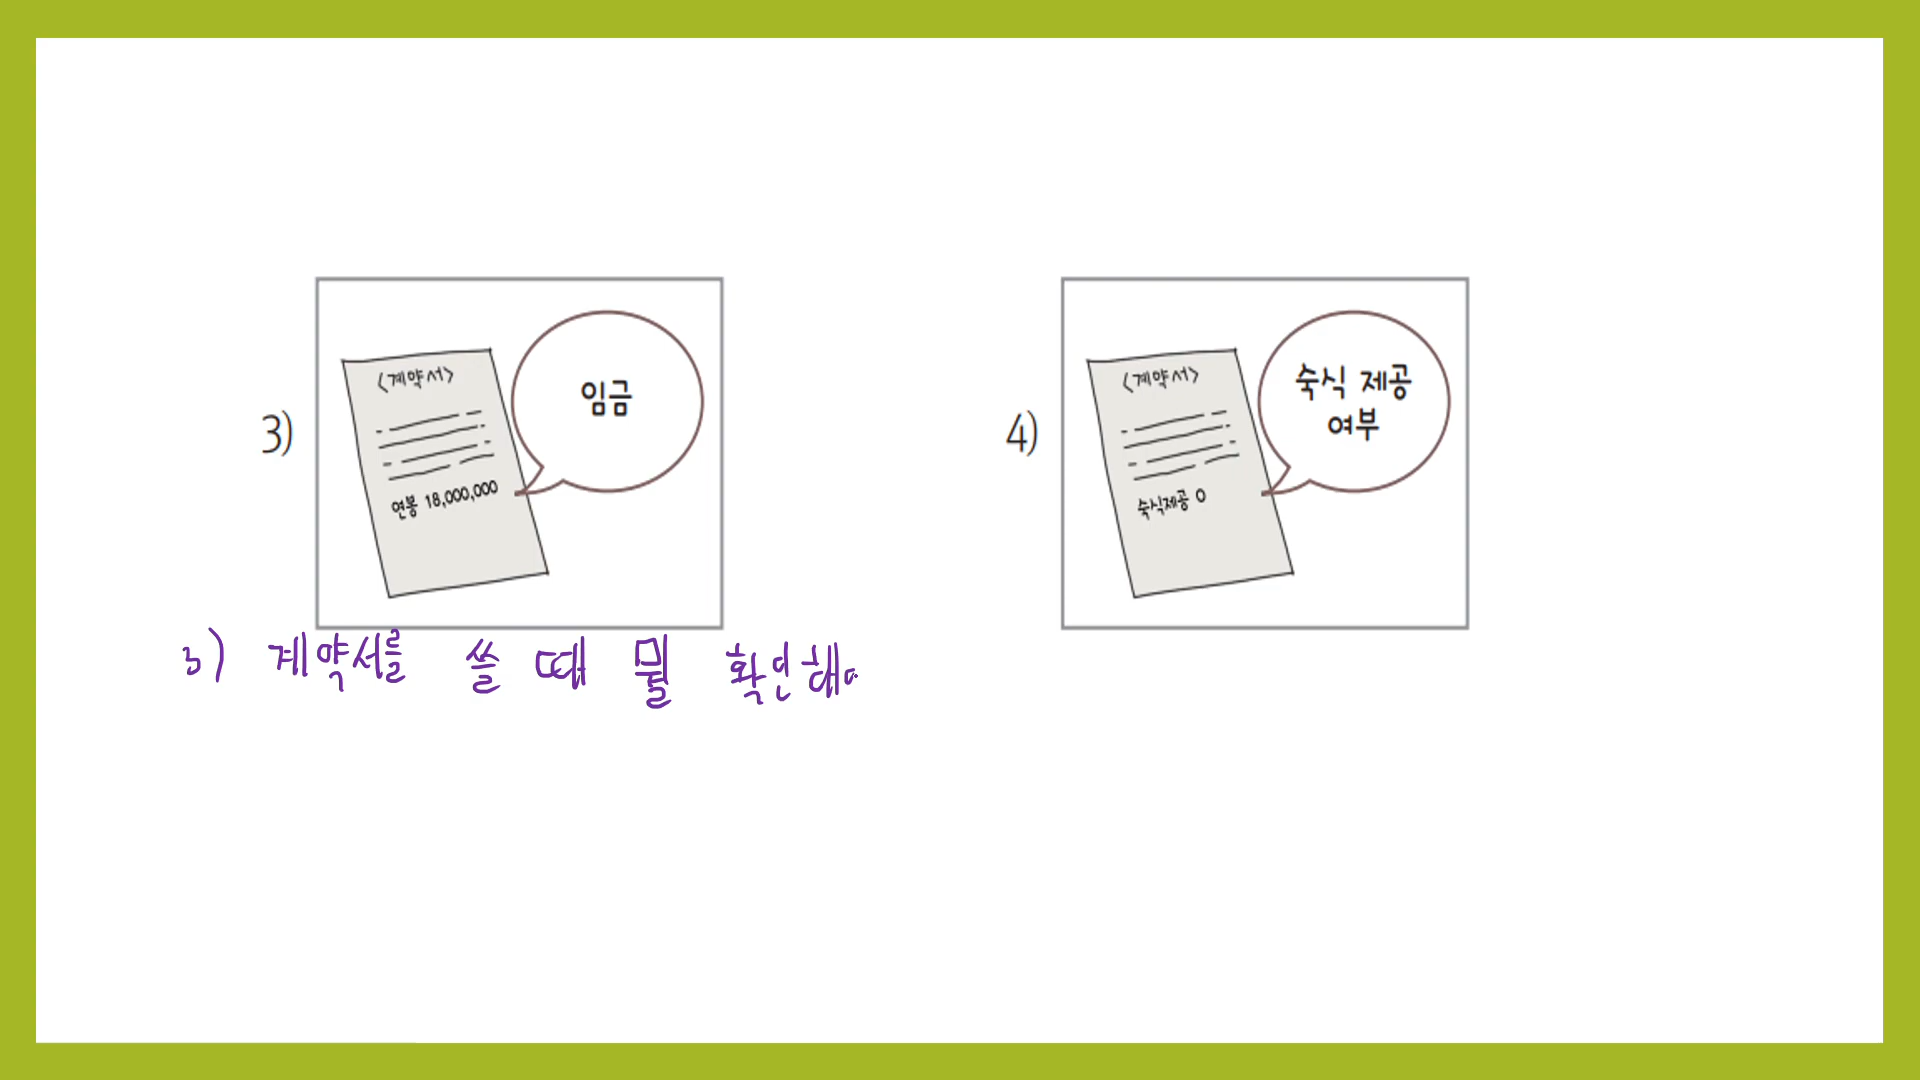 3)
<계약서>
연봉 18,000,000
임금
4)
<계약서>
숙식제공 O
숙식 제공
여부
3) 계약서를 쓸 때 뭘 확인해